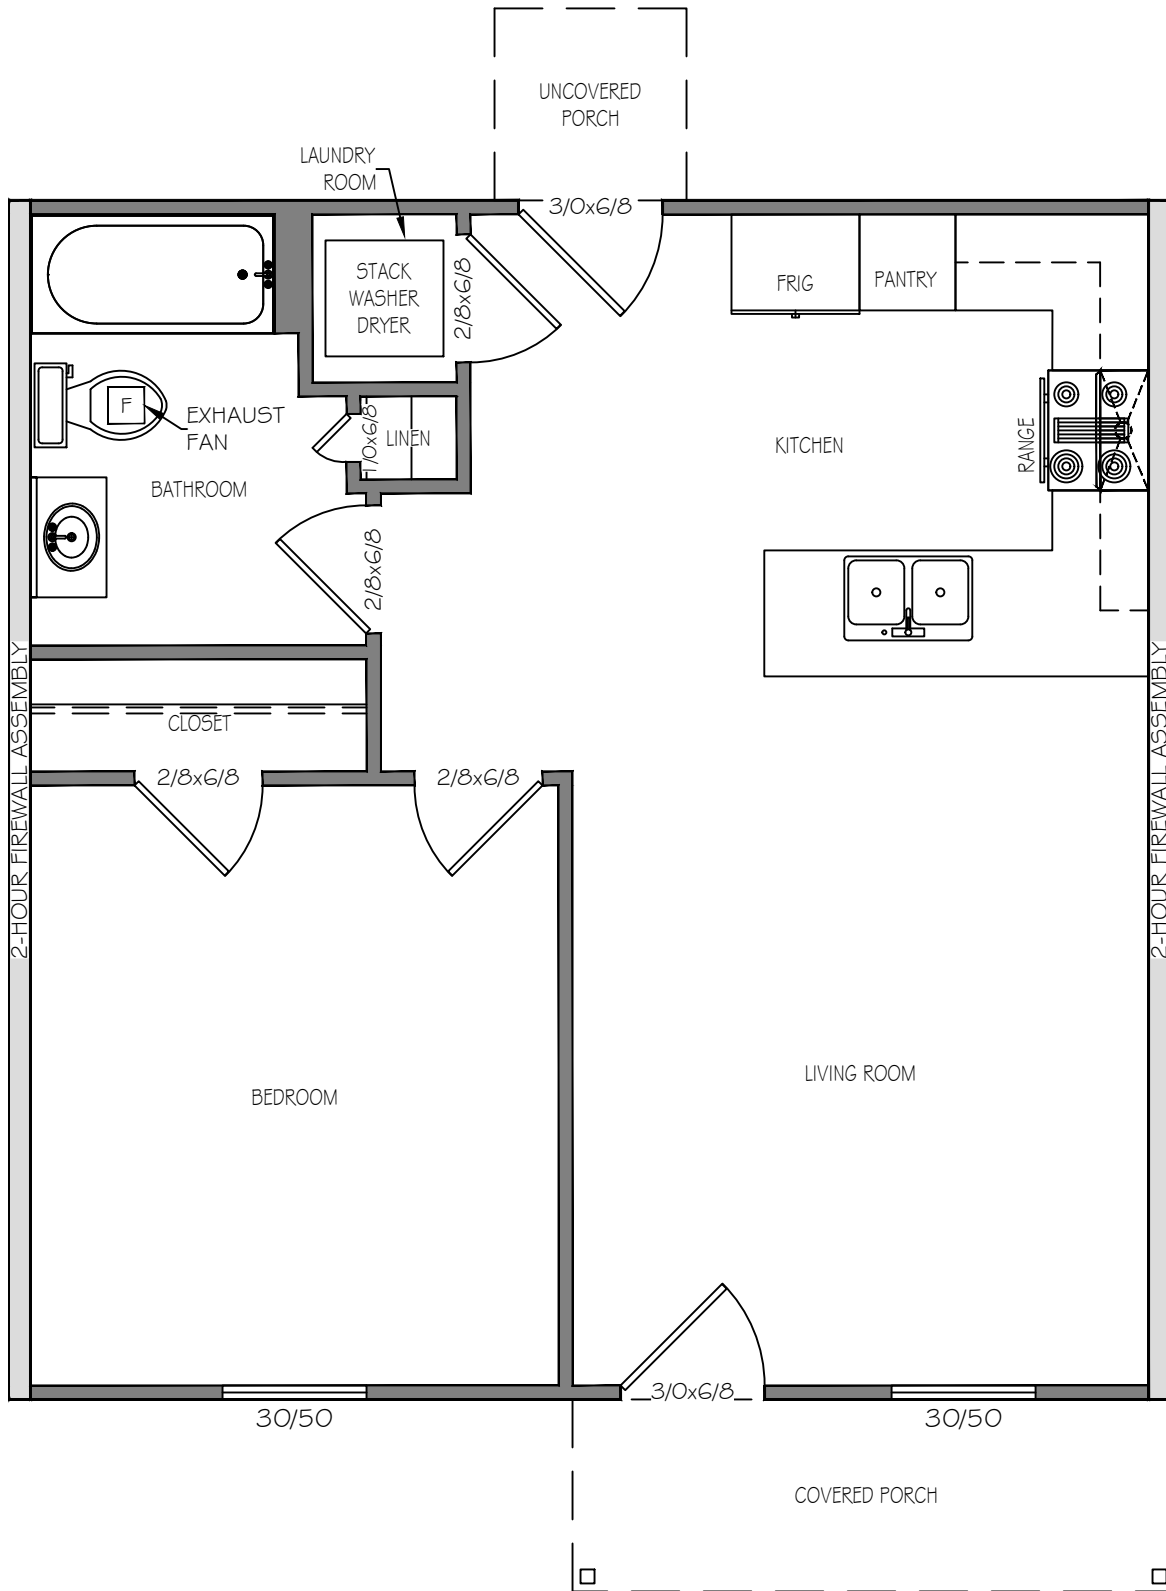 UNCOVERED
PORCH
LAUNDRY
ROOM
3/0x6/8
STACK
WASHER
DRYER
2/8x6/8
FRIG
PANTRY
F
EXHAUST
FAN
1/0x6/8
LINEN
KITCHEN
RANGE
BATHROOM
2/8x6/8
2-HOUR FIREWALL ASSEMBLY
2-HOUR FIREWALL ASSEMBLY
CLOSET
2/8x6/8
2/8x6/8
LIVING ROOM
BEDROOM
3/0x6/8
30/50
30/50
COVERED PORCH